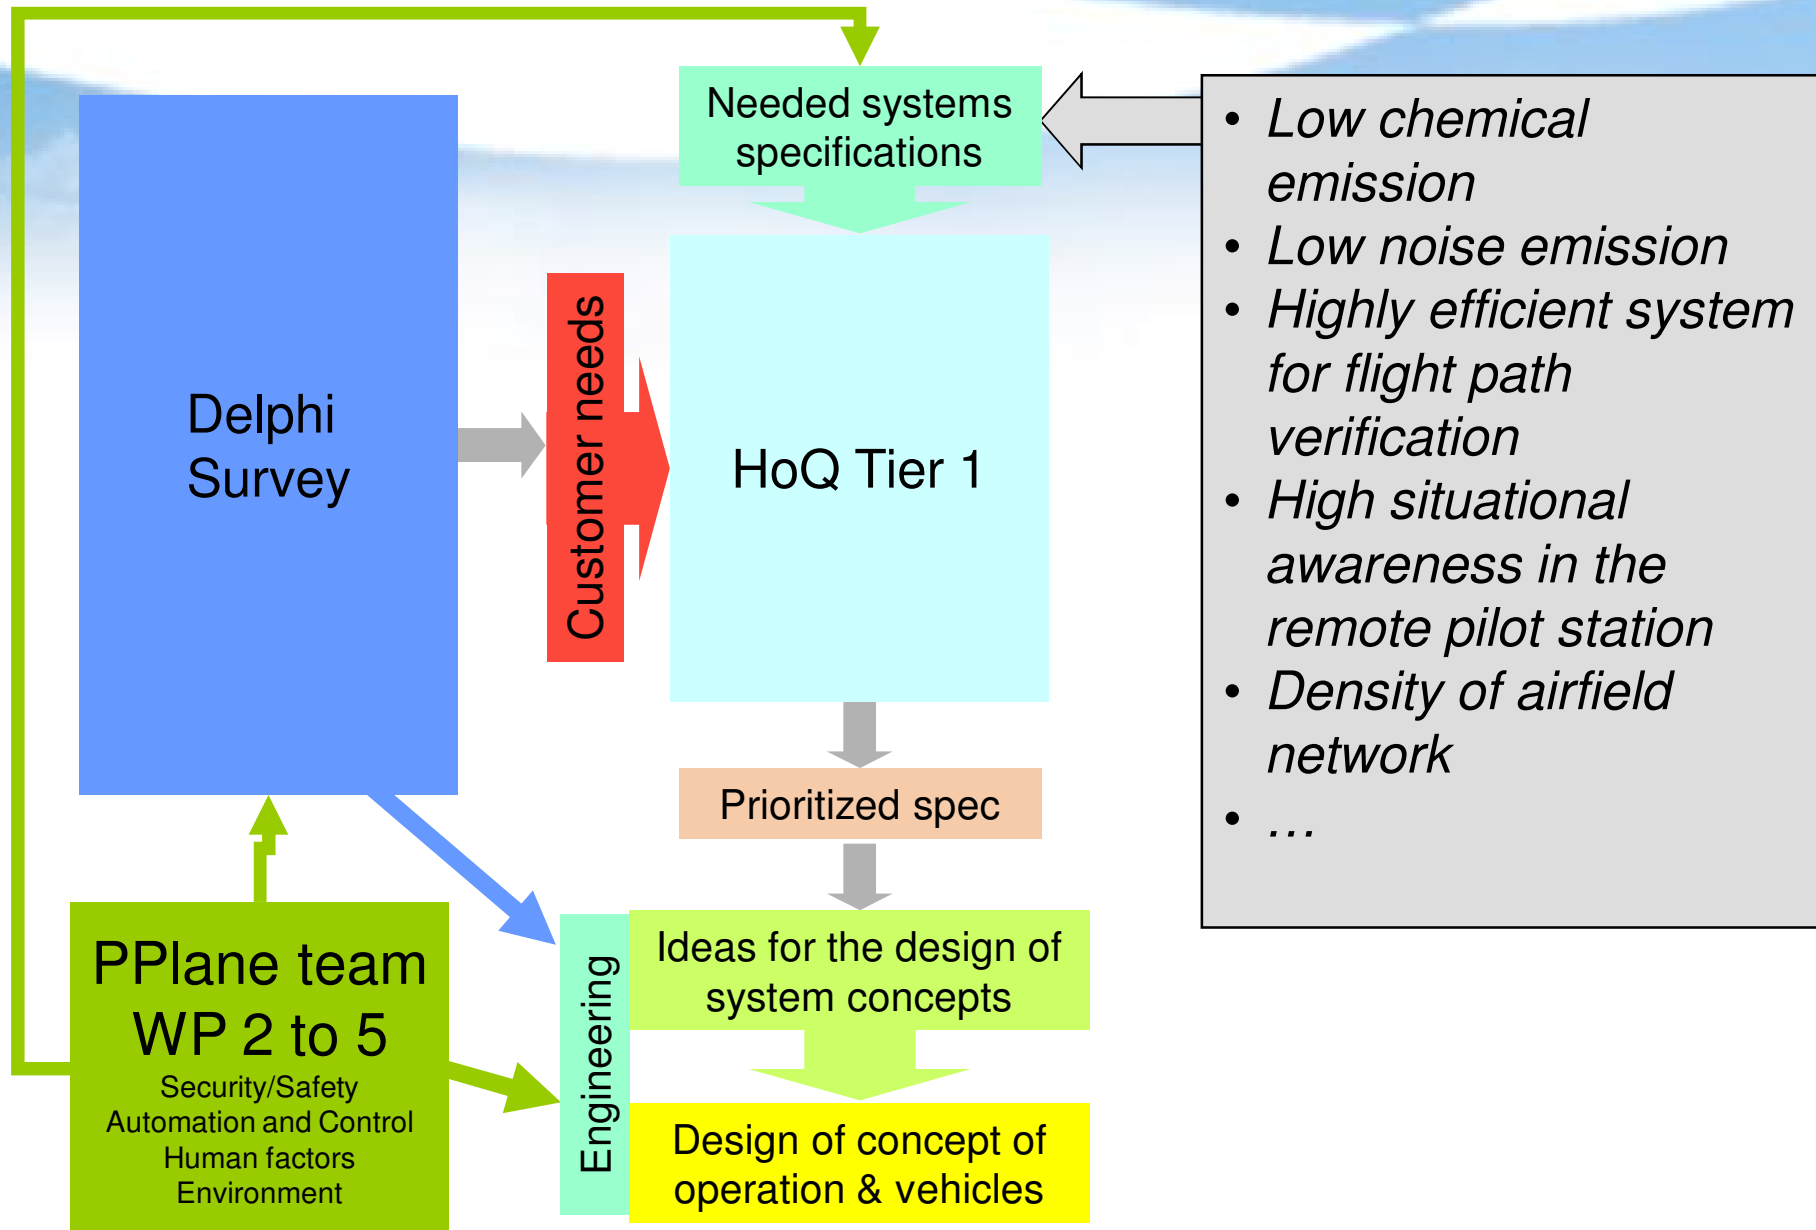 Needed systems
specifications
• Low chemical
emission
• Low noise emission
• Highly efficient system
for flight path
verification
• High situational
awareness in the
remote pilot station
• Density of airfield
network
• …
Delphi
Survey
Customer needs
HoQ Tier 1
Prioritized spec
PPlane team
WP 2 to 5
Security/Safety
Automation and Control
Human factors
Environment
Engineering
Ideas for the design of
system concepts
Design of concept of
operation & vehicles